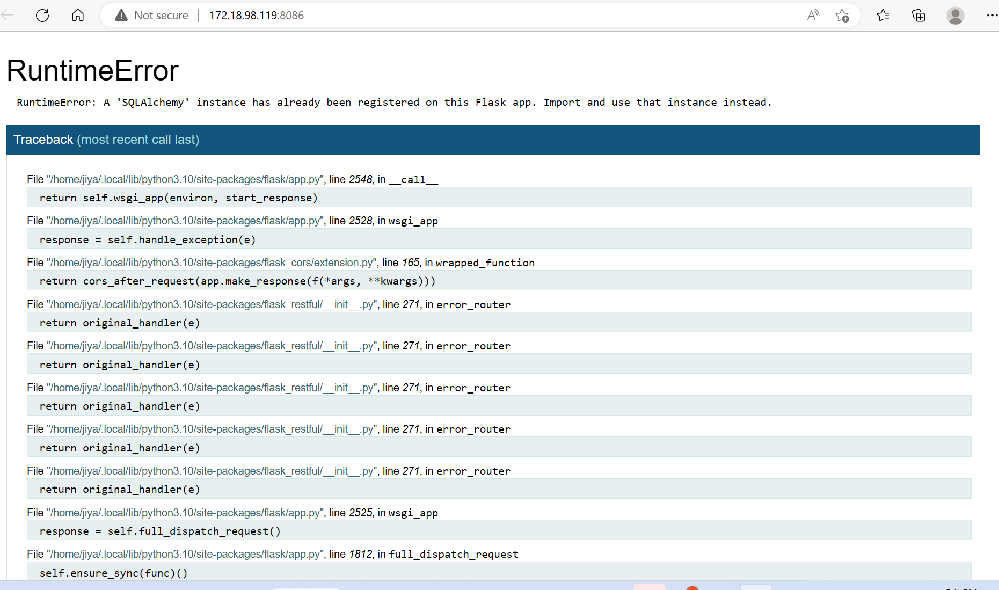 Not secure | 172.18.98.119:8086
RuntimeError
RuntimeError: A 'SQLAlchemy' instance has already been registered on this Flask app. Import and use that instance instead.
Traceback (most recent call last)
File "/home/jiya/.local/lib/python3.10/site-packages/flask/app.py", line 2548, in __call__
return self.wsgi_app(environ, start_response)
File "/home/jiya/.local/lib/python3.10/site-packages/flask/app.py", line 2528, in wsgi_app
response = self.handle_exception(e)
File "/home/jiya/.local/lib/python3.10/site-packages/flask_cors/extension.py", line 165, in wrapped_function
return cors_after_request(app.make_response(f(*args, **kwargs)))
File "/home/jiya/.local/lib/python3.10/site-packages/flask_restful/__init__.py", line 271, in error_router
return original_handler(e)
File "/home/jiya/.local/lib/python3.10/site-packages/flask_restful/__init__.py", line 271, in error_router
return original_handler(e)
File "/home/jiya/.local/lib/python3.10/site-packages/flask_restful/__init__.py", line 271, in error_router
return original_handler(e)
File "/home/jiya/.local/lib/python3.10/site-packages/flask_restful/__init__.py", line 271, in error_router
return original_handler(e)
File "/home/jiya/.local/lib/python3.10/site-packages/flask_restful/__init__.py", line 271, in error_router
return original_handler(e)
File "/home/jiya/.local/lib/python3.10/site-packages/flask/app.py", line 2525, in wsgi_app
response = self.full_dispatch_request()
File "/home/jiya/.local/lib/python3.10/site-packages/flask/app.py", line 1812, in full_dispatch_request
self.ensure_sync(func)()